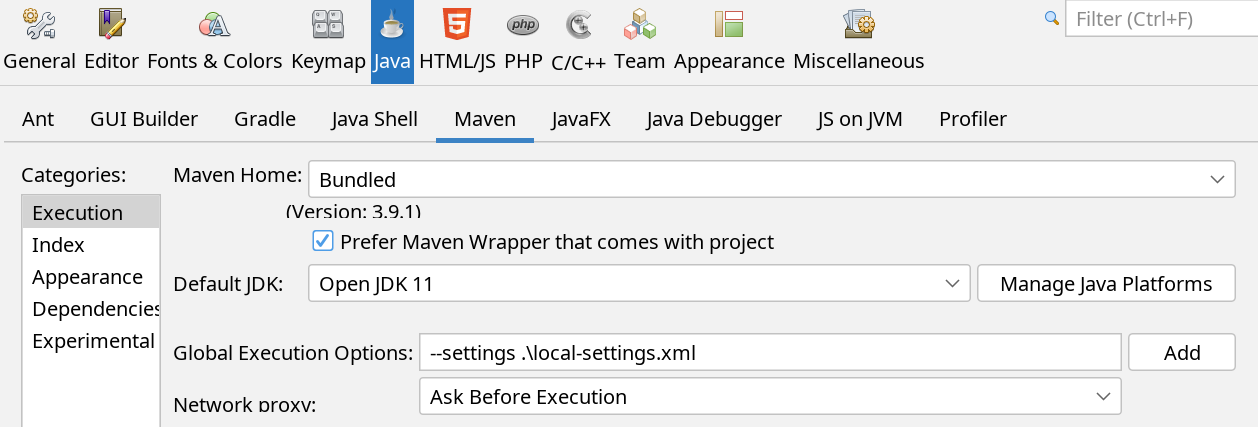 Filter (Ctrl+F)
php
General Editor Fonts & Colors Keymap Java HTML/JS PHP C/C++ Team Appearance Miscellaneous
Ant GUI Builder Gradle Java Shell Maven JavaFX Java Debugger JS on JVM Profiler
Categories: Maven Home: Bundled
Execution (Version: 3.9.1)
Index Prefer Maven Wrapper that comes with project
Appearance Default JDK: Open JDK 11 Manage Java Platforms
Dependencies
Experimental Global Execution Options: --settings .\local-settings.xml Add
Network proxy: Ask Before Execution